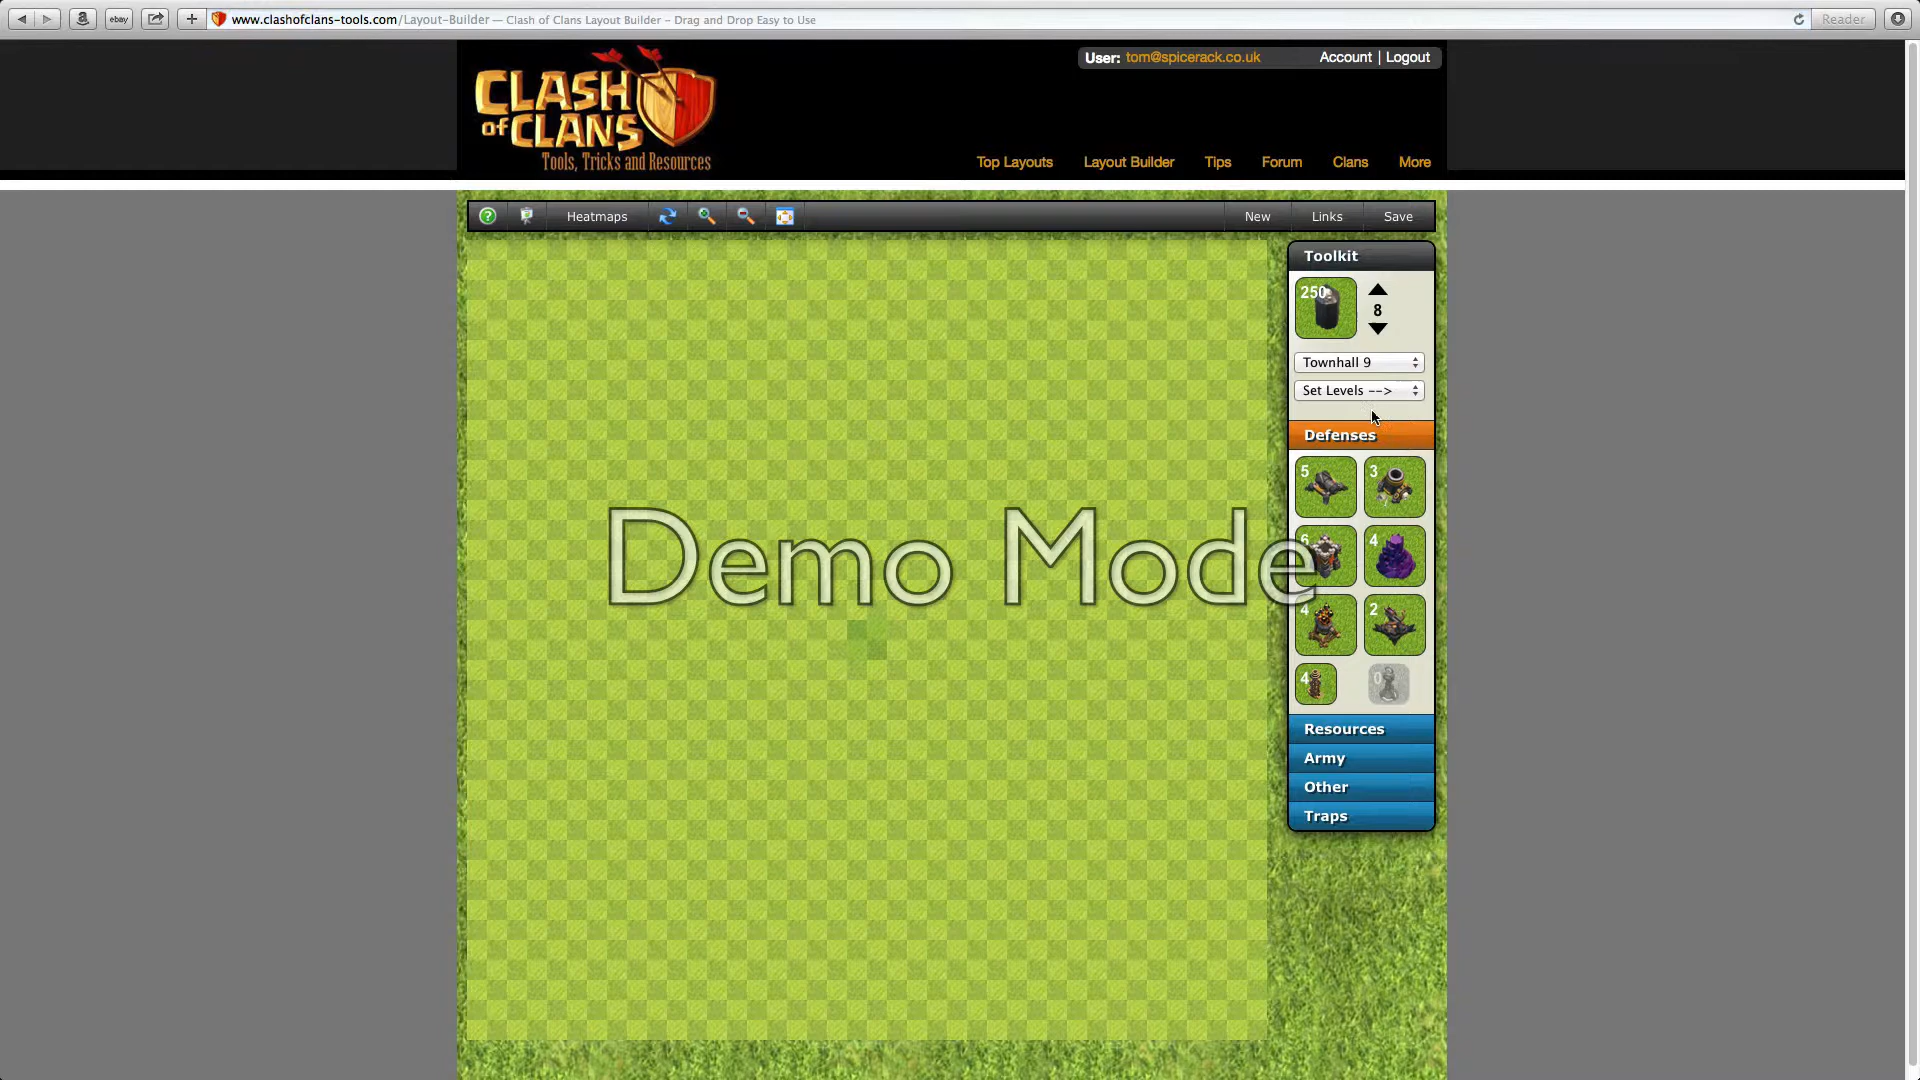 www.clashofclans-tools.com/Layout-Builder — Clash of Clans Layout Builder – Drag and Drop Easy to Use
Reader
ebay
CLASH
of CLANS
Tools, Tricks and Resources
User: tom@spicerack.co.uk Account | Logout
Top Layouts Layout Builder Tips Forum Clans More
Heatmaps New Links Save
Toolkit
250
8
Townhall 9
Set Levels -->
Defenses
5 3
6 4
4 2
4 0
Demo Mode
Resources
Army
Other
Traps